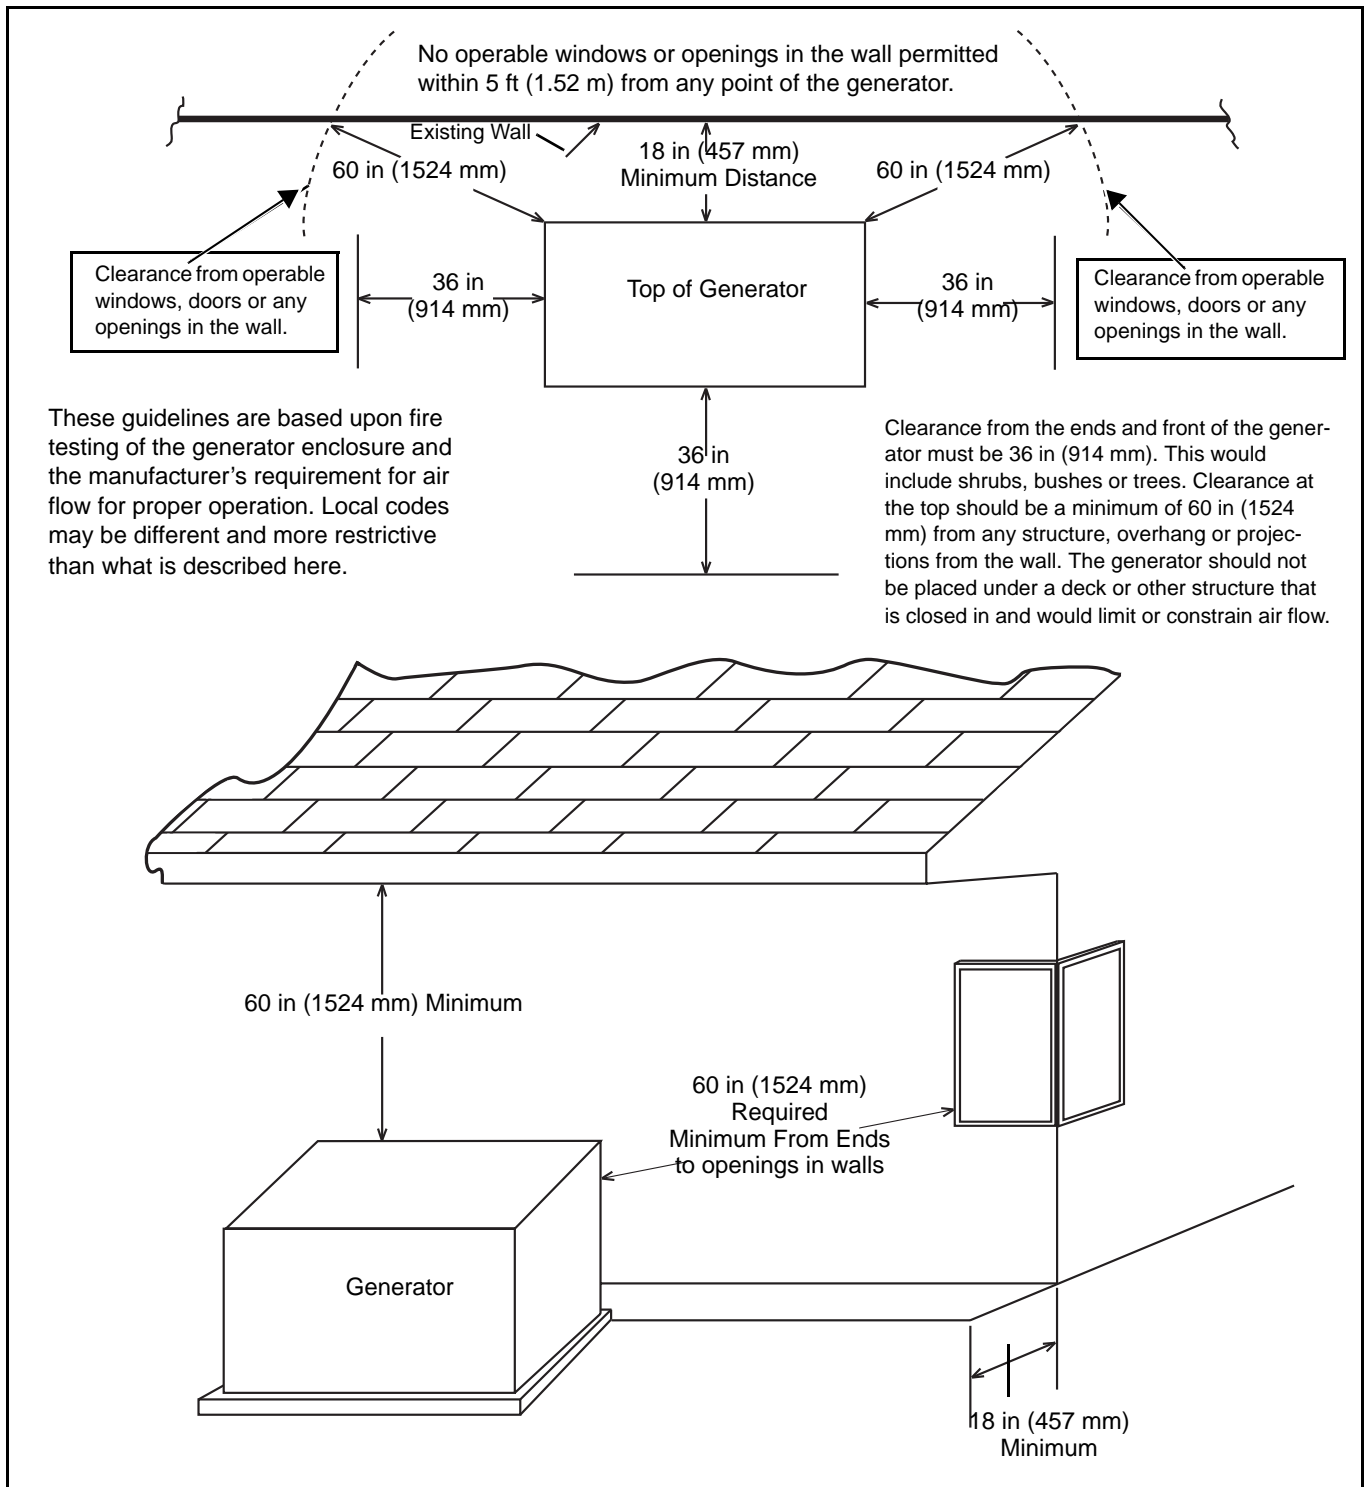 No operable windows or openings in the wall permitted
within 5 ft (1.52 m) from any point of the generator.
Existing Wall
18 in (457 mm)
Minimum Distance
60 in (1524 mm)
60 in (1524 mm)
Clearance from operable
windows, doors or any
openings in the wall.
36 in
(914 mm)
Top of Generator
36 in
(914 mm)
Clearance from operable
windows, doors or any
openings in the wall.
These guidelines are based upon fire
testing of the generator enclosure and
the manufacturer's requirement for air
flow for proper operation. Local codes
may be different and more restrictive
than what is described here.
36 in
(914 mm)
Clearance from the ends and front of the gener-
ator must be 36 in (914 mm). This would
include shrubs, bushes or trees. Clearance at
the top should be a minimum of 60 in (1524
mm) from any structure, overhang or projec-
tions from the wall. The generator should not
be placed under a deck or other structure that
is closed in and would limit or constrain air flow.
60 in (1524 mm) Minimum
60 in (1524 mm)
Required
Minimum From Ends
to openings in walls
Generator
18 in (457 mm)
Minimum